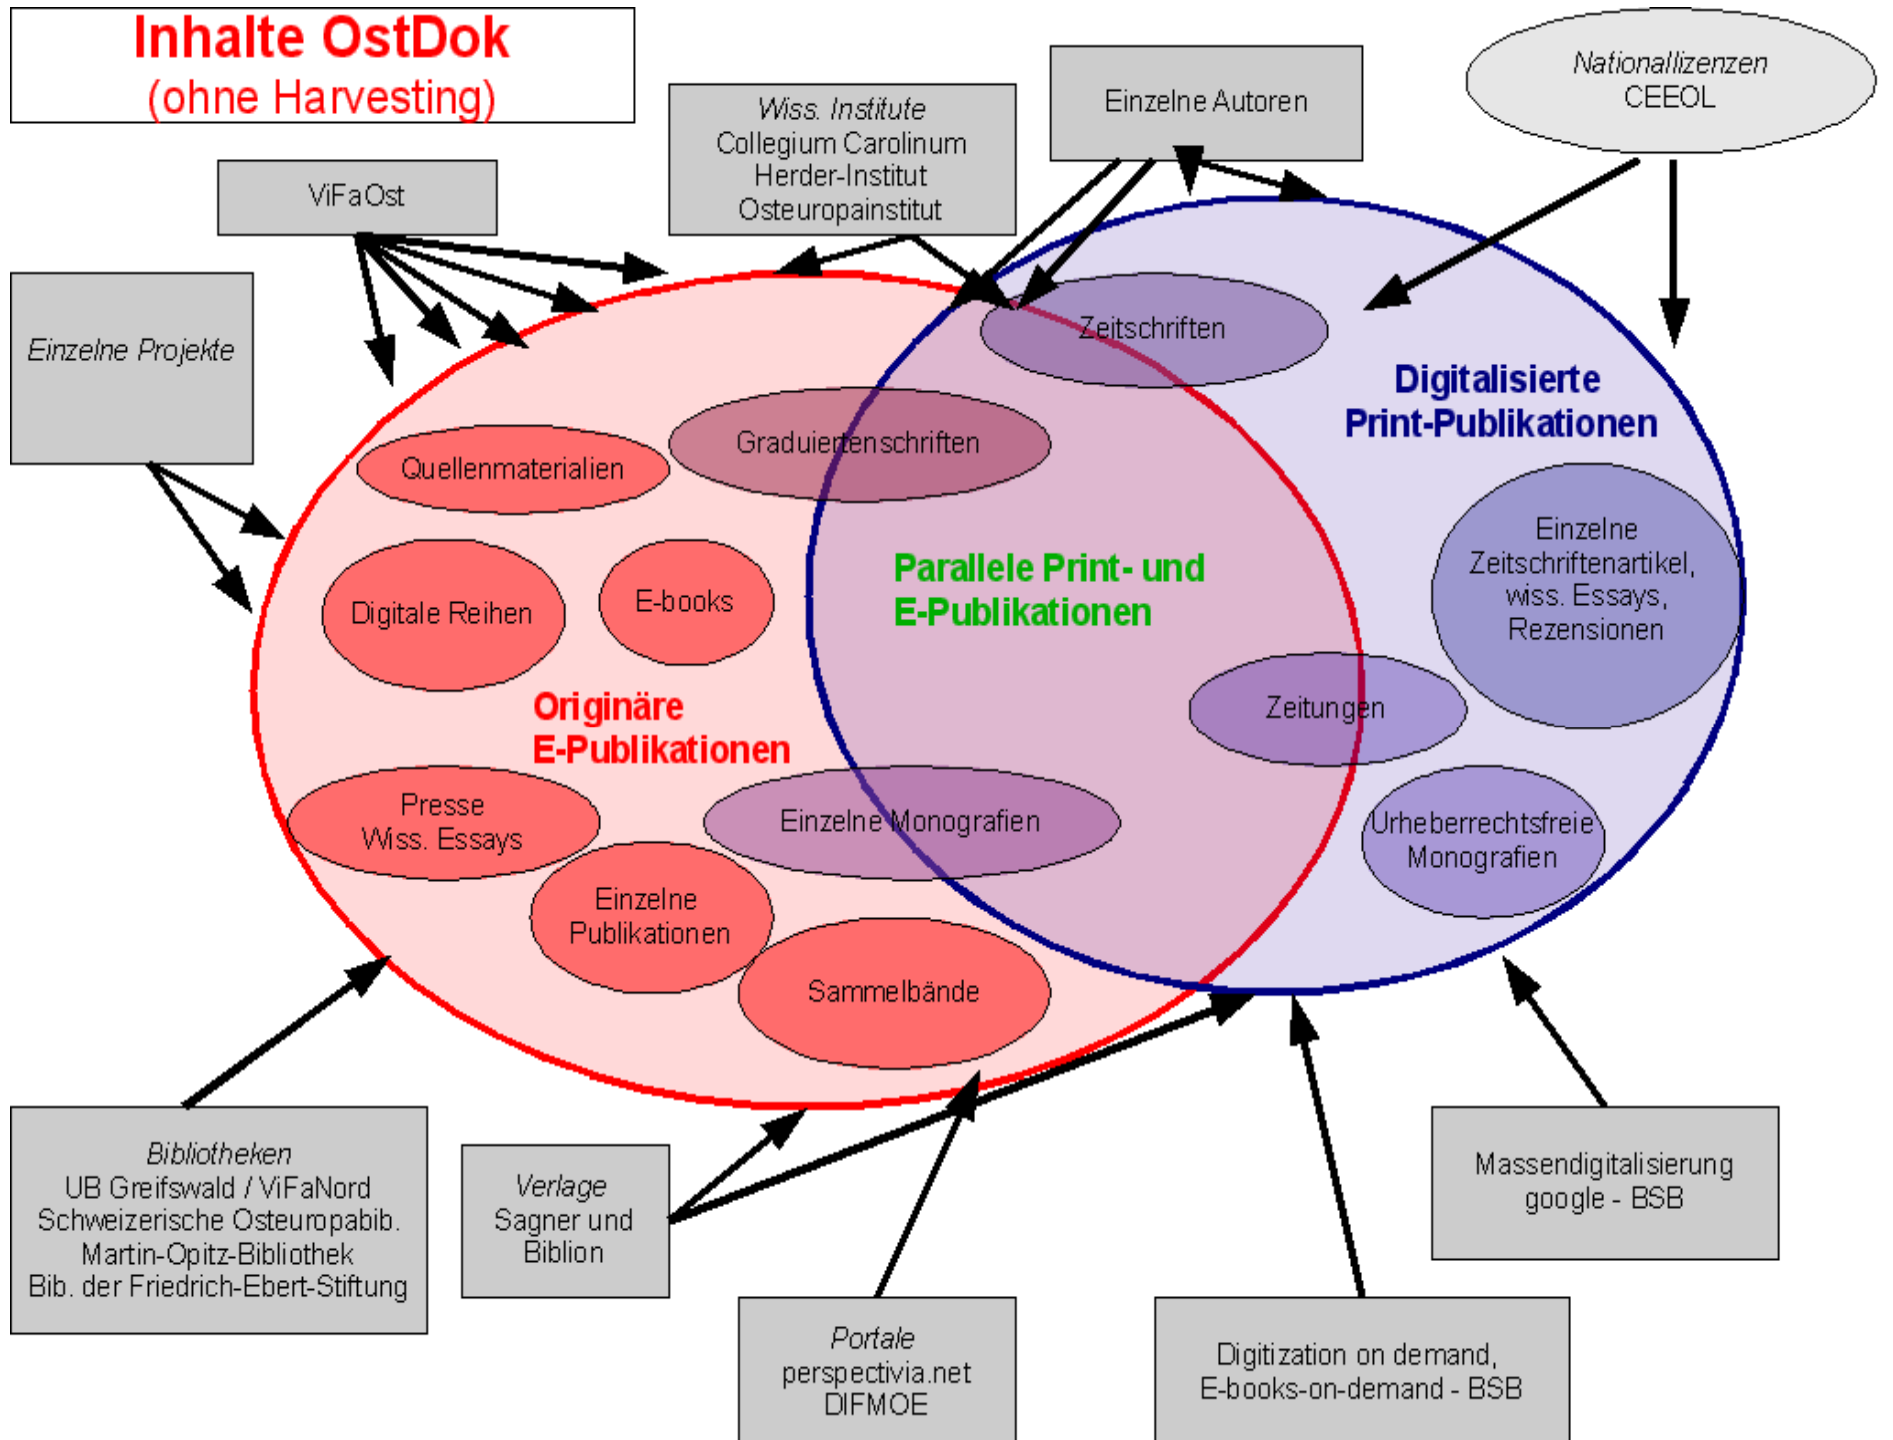 Inhalte OstDok
(ohne Harvesting)
Nationallizenzen
CEEOL
Einzelne Autoren
Wiss. Institute
Collegium Carolinum
Herder-Institut
Osteuropainstitut
ViFaOst
Einzelne Projekte
Zeitschriften
Digitalisierte
Print-Publikationen
Graduiertenschriften
Quellenmaterialien
Einzelne
Zeitschriftenartikel,
wiss. Essays,
Rezensionen
Parallele Print- und
E-Publikationen
Digitale Reihen
E-books
Zeitungen
Originäre
E-Publikationen
Presse
Wiss. Essays
Einzelne Monografien
Urheberrechtsfreie
Monografien
Einzelne
Publikationen
Sammelbände
Bibliotheken
UB Greifswald / ViFaNord
Schweizerische Osteuropabib.
Martin-Opitz-Bibliothek
Bib. der Friedrich-Ebert-Stiftung
Verlage
Sagner und
Biblion
Massendigitalisierung
google - BSB
Portale
perspectivia.net
DIFMOE
Digitization on demand,
E-books-on-demand - BSB